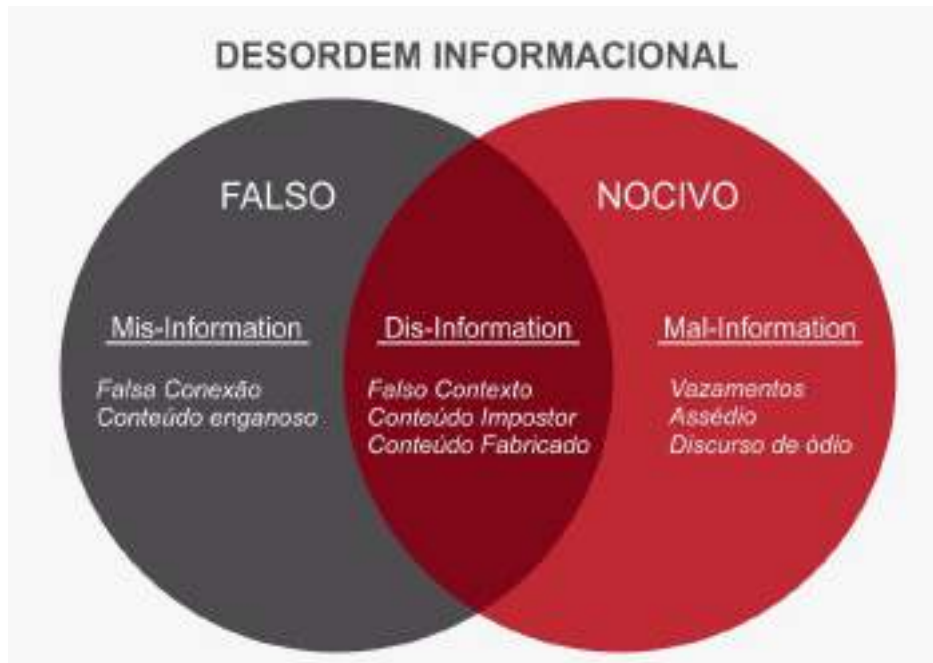 DESORDEM INFORMACIONAL
FALSO
NOCIVO
Mis-Information
Falsa Conexão
Conteúdo enganoso
Dis-Information
Falso Contexto
Conteúdo Impostor
Conteúdo Fabricado
Mal-Information
Vazamentos
Assédio
Discurso de òdio